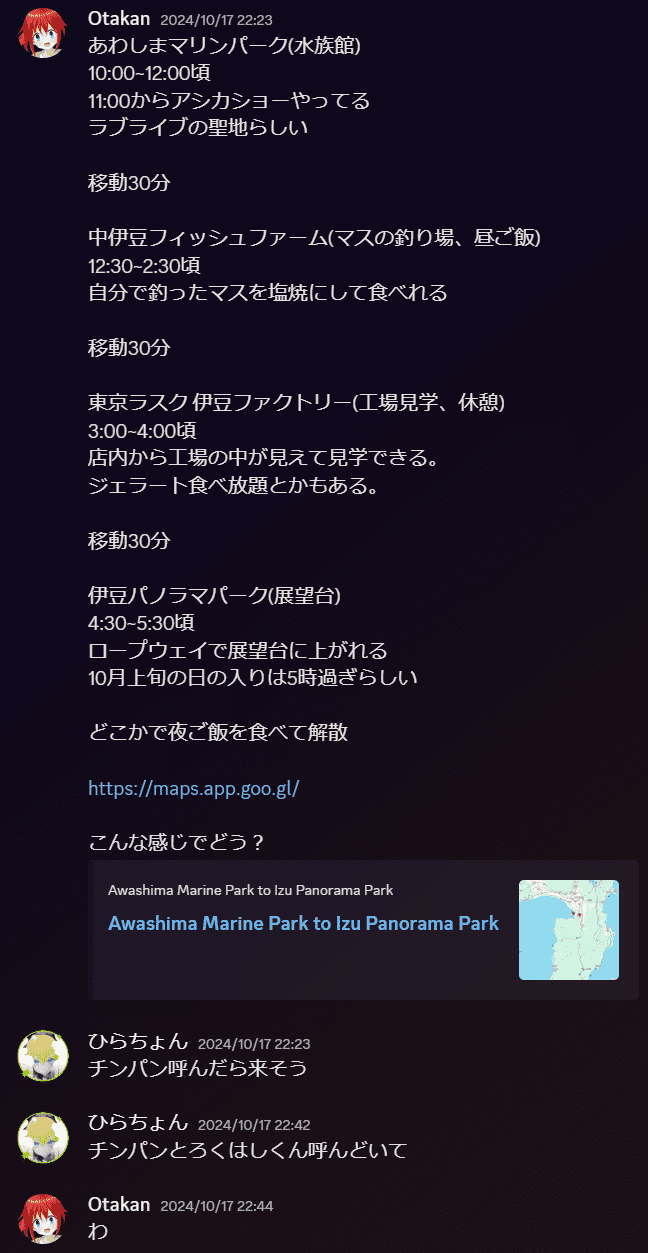 Otakan 2024/10/17 22:23
あわしまマリンパーク(水族館)
10:00~12:00頃
11:00からアシカショーやってる
ラブライブの聖地らしい
移動30分
中伊豆フィッシュファーム(マスの釣り場、昼ご飯)
12:30~2:30頃
自分で釣ったマスを塩焼にして食べれる
移動30分
東京ラスク 伊豆ファクトリー(工場見学、休憩)
3:00~4:00頃
店内から工場の中が見えて見学できる。
ジェラート食べ放題とかもある。
移動30分
伊豆パノラマパーク(展望台)
4:30~5:30頃
ロープウェイで展望台に上がれる
10月上旬の日の入りは5時過ぎらしい
どこかで夜ご飯を食べて解散
https://maps.app.goo.gl/
こんな感じでどう？
Awashima Marine Park to Izu Panorama Park
Awashima Marine Park to Izu Panorama Park
ひらちょん 2024/10/17 22:23
チンパン呼んだら来そう
ひらちょん 2024/10/17 22:42
チンパンとろくはしくん呼んどいて
Otakan 2024/10/17 22:44
わ